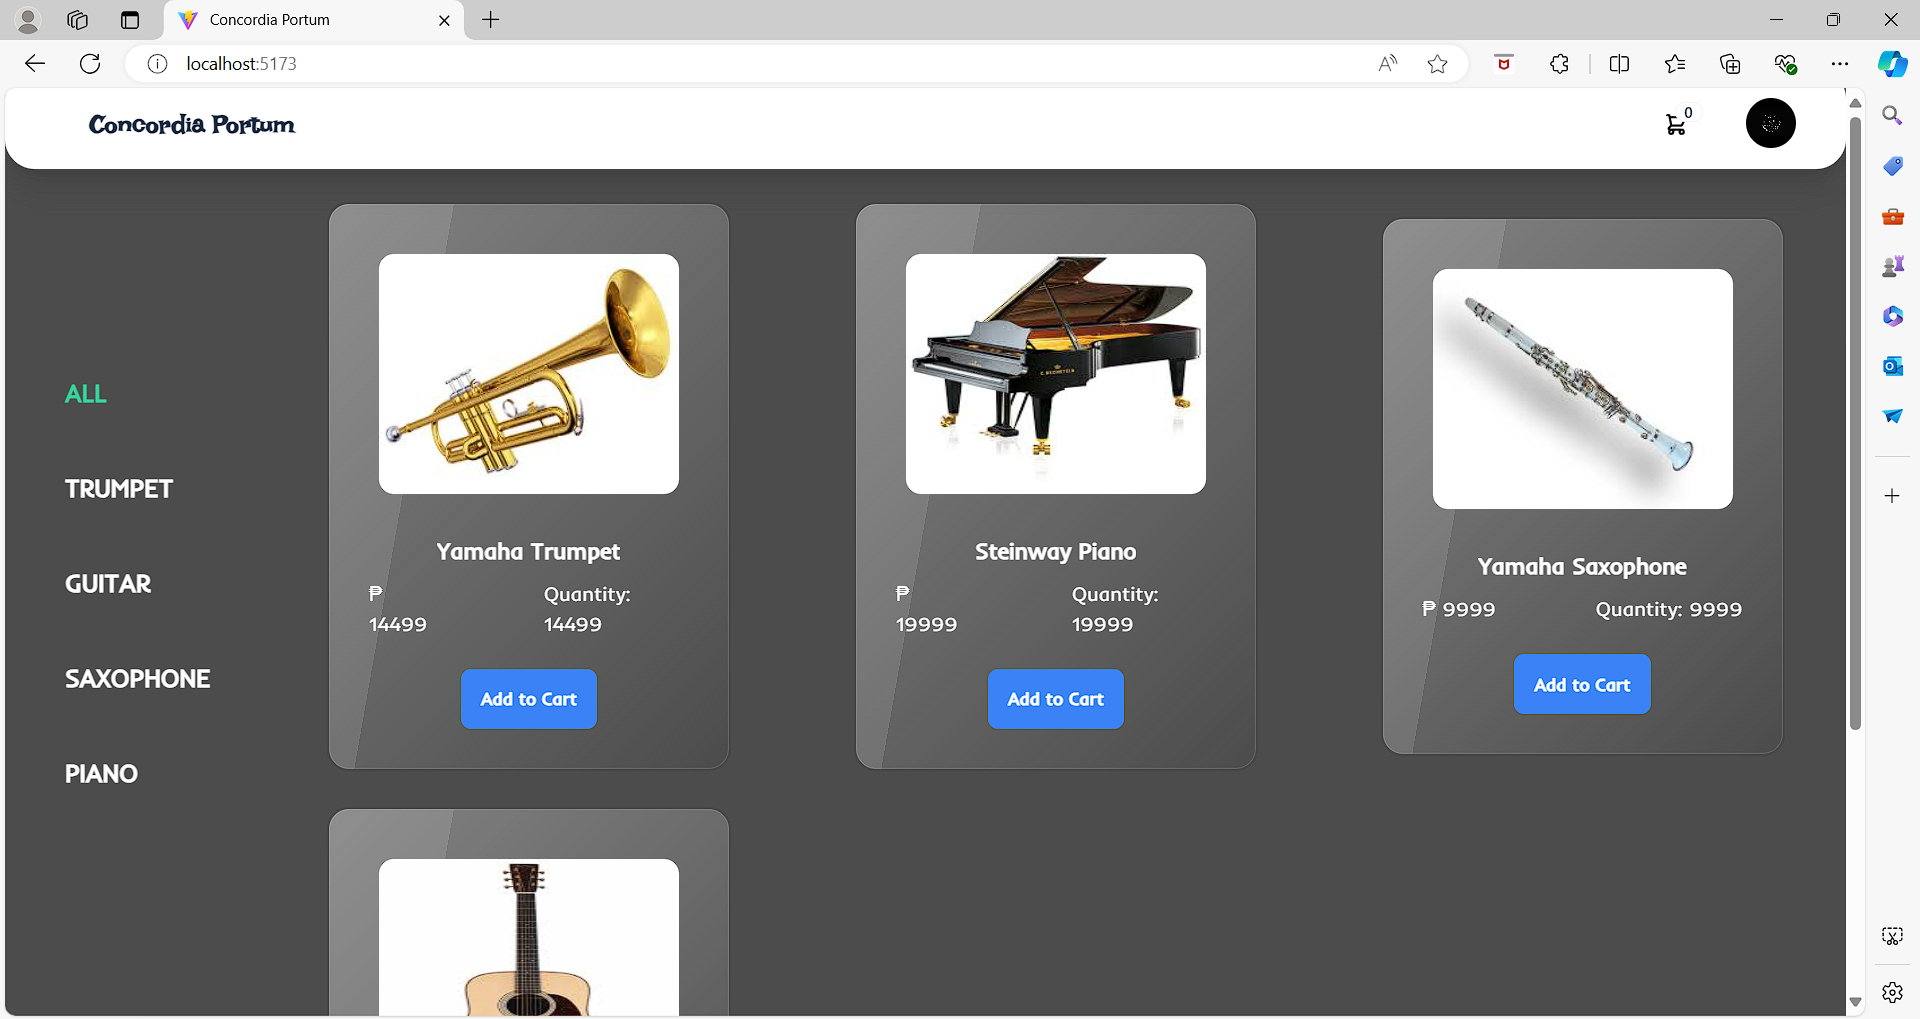 Concordia Portum
localhost:5173
Concordia Portum
0
ALL
TRUMPET
GUITAR
SAXOPHONE
PIANO
Yamaha Trumpet
₱
14499
Quantity:
14499
Add to Cart
Steinway Piano
₱
19999
Quantity:
19999
Add to Cart
Yamaha Saxophone
₱ 9999
Quantity: 9999
Add to Cart